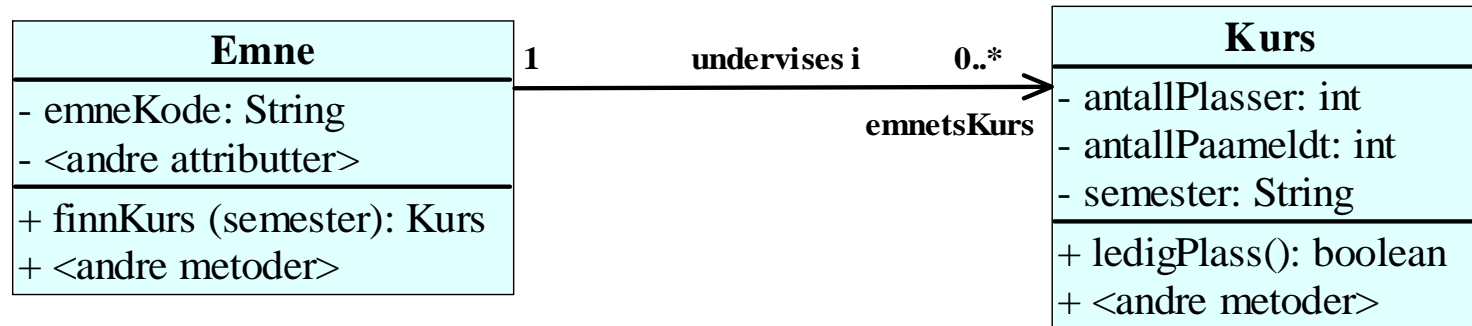 Emne
- emneKode: String
- <andre attributter>
+ finnKurs (semester): Kurs
+ <andre metoder>
1 undervises i 0..*
emnetsKurs
Kurs
- antallPlasser: int
- antallPaameldt: int
- semester: String
+ ledigPlass(): boolean
+ <andre metoder>